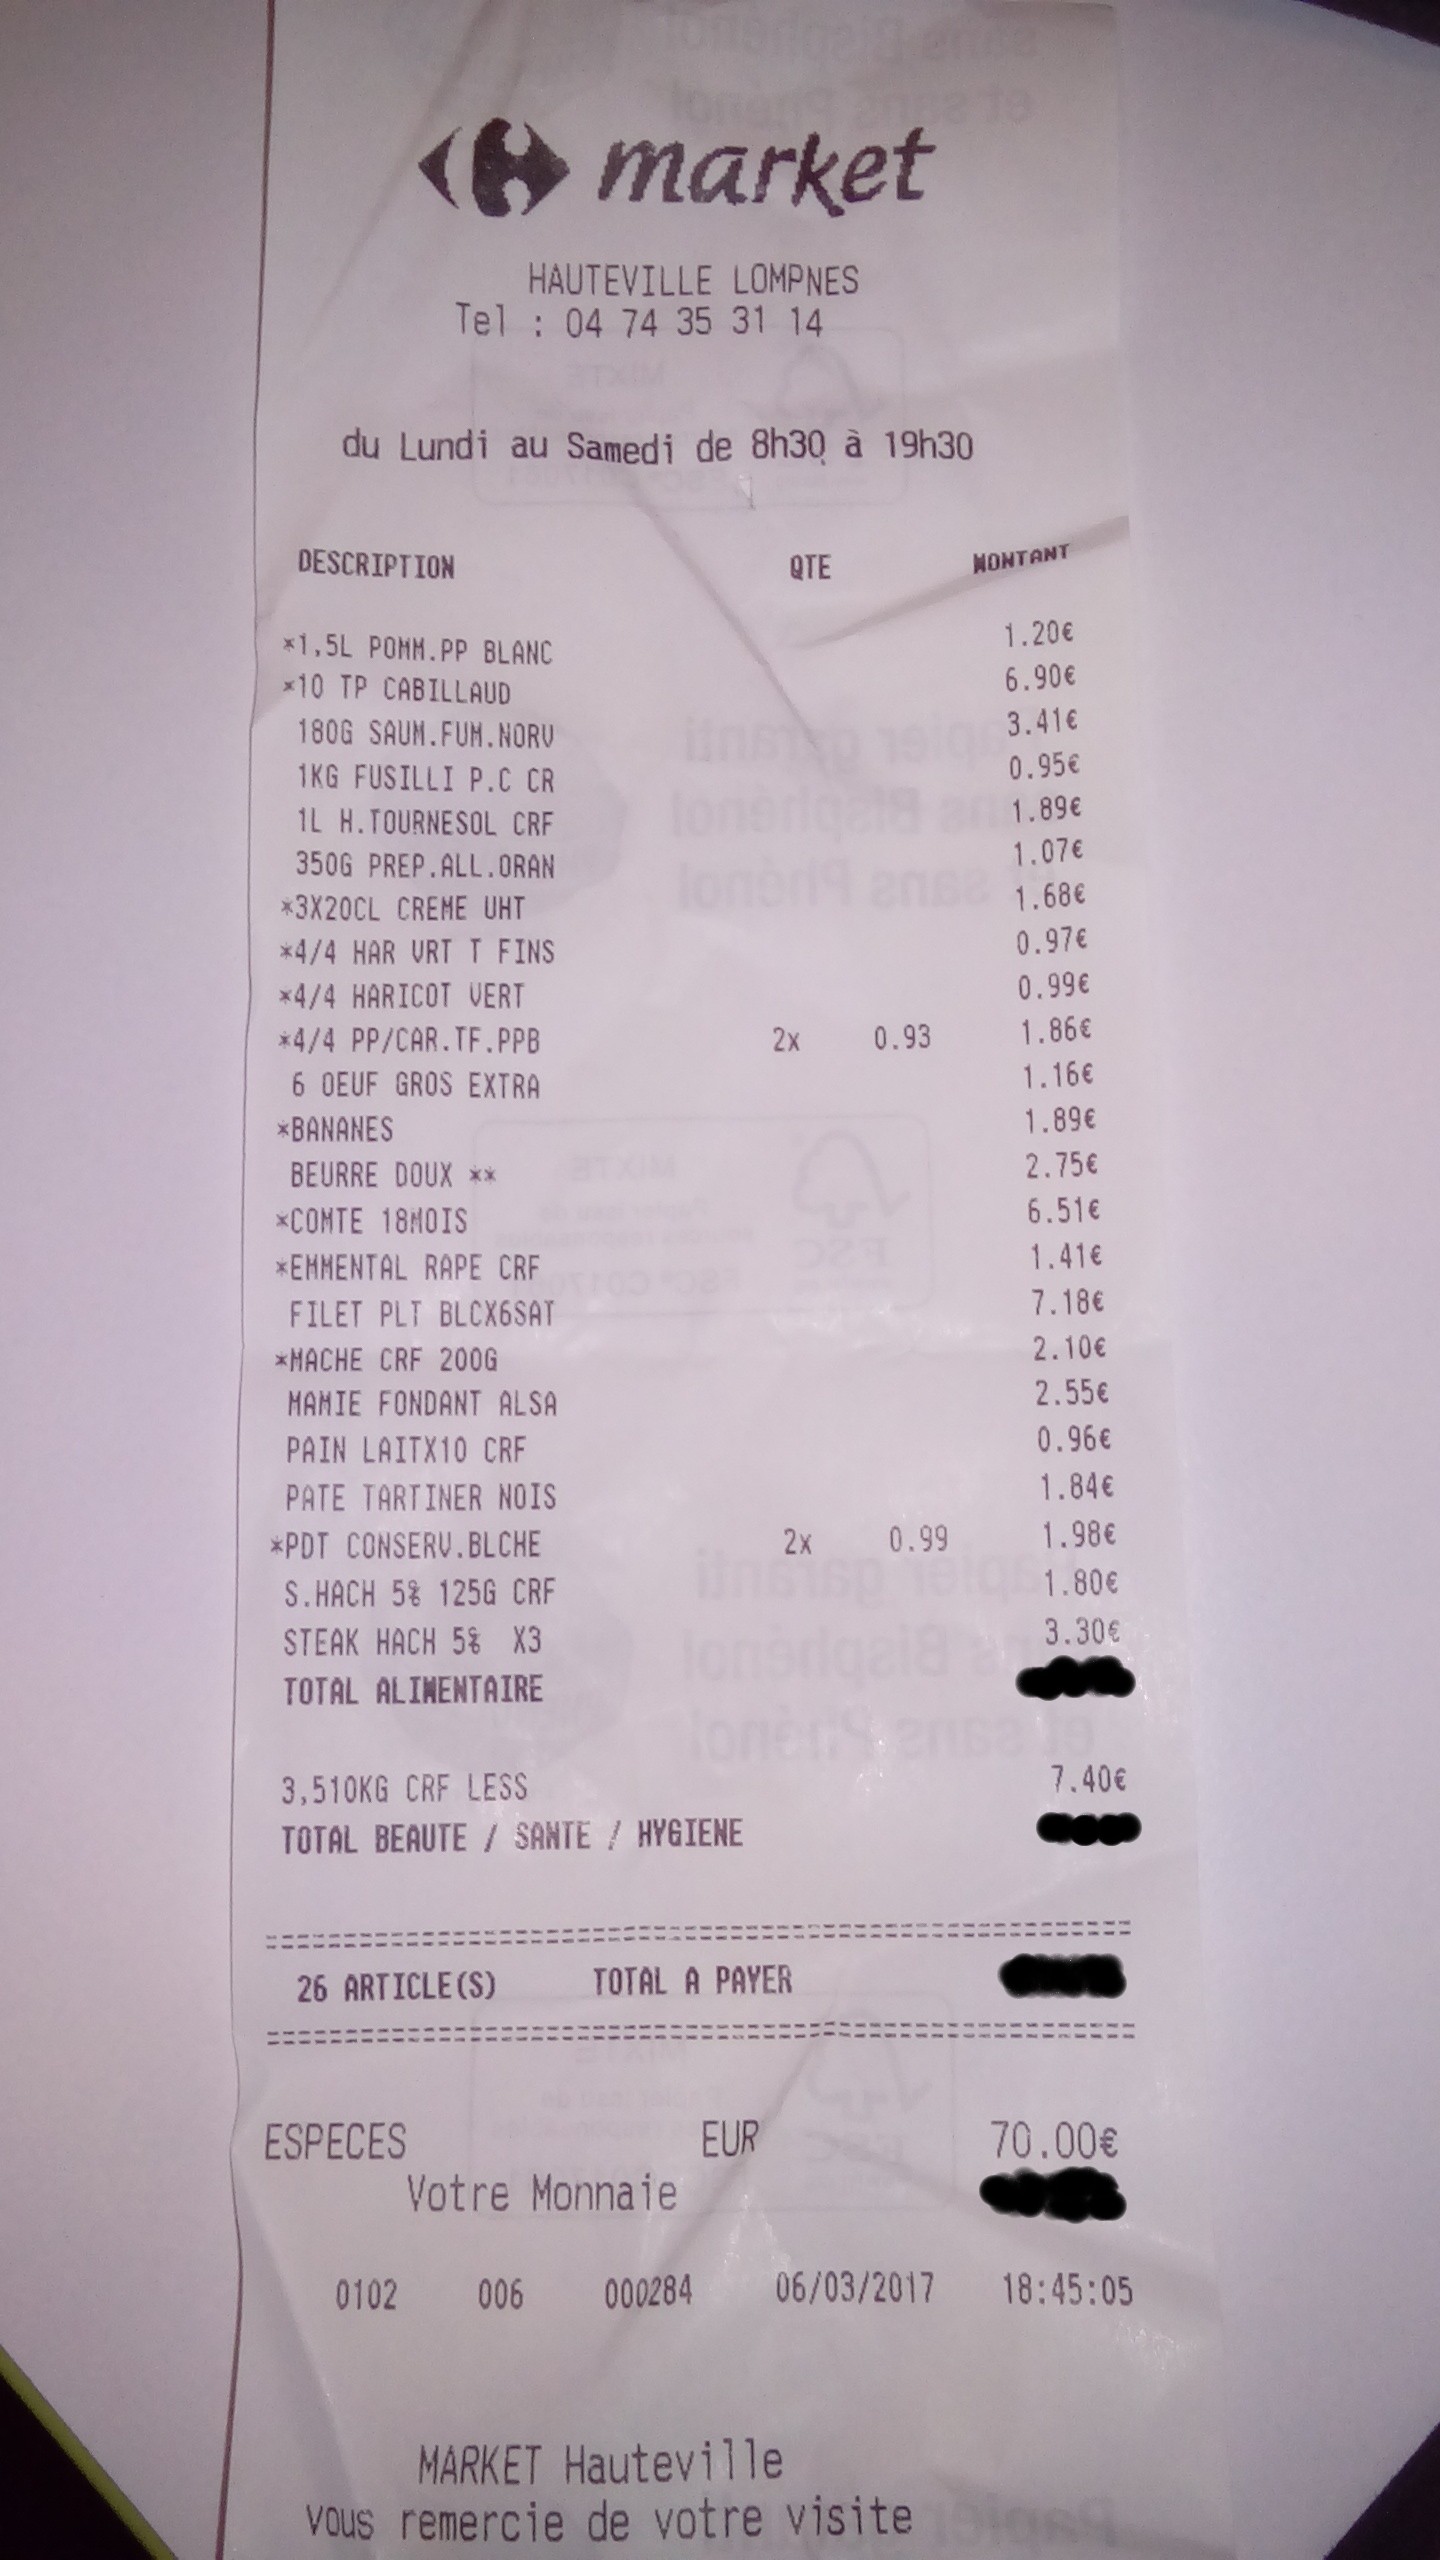 market
HAUTEVILLE LOMPNES
Tel : 04 74 35 31 14
du Lundi au Samedi de 8h30 à 19h30
DESCRIPTION QTE MONTANT
*1,5L POMM.PP BLANC 1.20€
*10 TP CABILLAUD 6.90€
180G SAUM.FUM.NORV 3.41€
1KG FUSILLI P.C CR 0.95€
1L H.TOURNESOL CRF 1.89€
350G PREP.ALL.ORAN 1.07€
*3X20CL CREME UHT 1.68€
*4/4 HAR VRT T FINS 0.97€
*4/4 HARICOT VERT 0.99€
*4/4 PP/CAR.TF.PPB 2x 0.93 1.86€
6 OEUF GROS EXTRA 1.16€
*BANANES 1.89€
BEURRE DOUX ** 2.75€
*COMTE 18MOIS 6.51€
*EMMENTAL RAPE CRF 1.41€
FILET PLT BLCX6SAT 7.18€
*MACHE CRF 200G 2.10€
MAMIE FONDANT ALSA 2.55€
PAIN LAITX10 CRF 0.96€
PATE TARTINER NOIS 1.84€
*PDT CONSERV.BLCHE 2x 0.99 1.98€
S.HACH 5% 125G CRF 1.80€
STEAK HACH 5% X3 3.30€
TOTAL ALIMENTAIRE
3,510KG CRF LESS 7.40€
TOTAL BEAUTE / SANTE / HYGIENE
26 ARTICLE(S) TOTAL A PAYER
ESPECES EUR 70.00€
Votre Monnaie
0102 006 000284 06/03/2017 18:45:05
MARKET Hauteville
vous remercie de votre visite